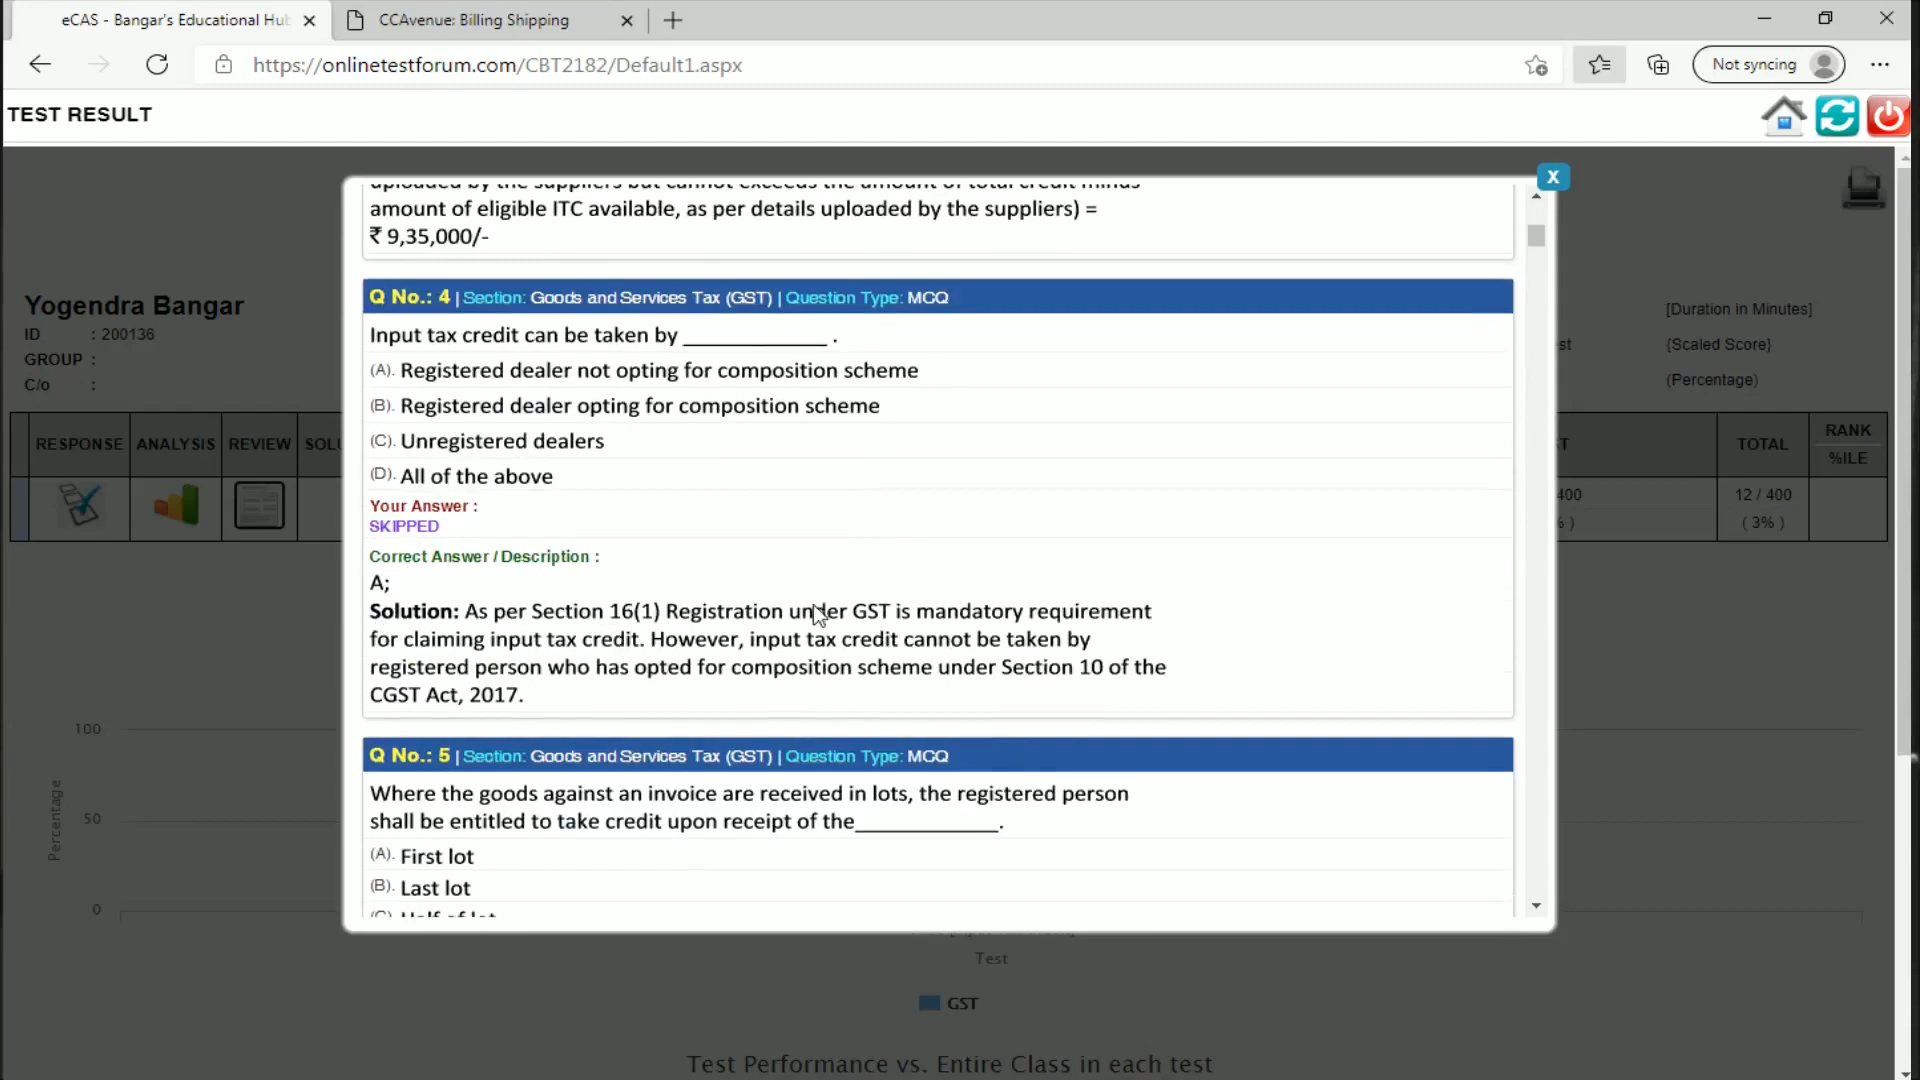 eCAS - Bangar's Educational Hub
CCAvenue: Billing Shipping
https://onlinetestforum.com/CBT2182/Default1.aspx
Not syncing
TEST RESULT
X
amount of eligible ITC available, as per details uploaded by the suppliers) =
₹ 9,35,000/-
Yogendra Bangar
ID : 200136
GROUP :
C/o :
[Duration in Minutes]
st {Scaled Score}
(Percentage)
RESPONSE ANALYSIS REVIEW SOLU T TOTAL RANK
%ILE
400 12 / 400
( 3% )
Q No.: 4 | Section: Goods and Services Tax (GST) | Question Type: MCQ
Input tax credit can be taken by _____________ .
(A). Registered dealer not opting for composition scheme
(B). Registered dealer opting for composition scheme
(C). Unregistered dealers
(D). All of the above
Your Answer :
SKIPPED
Correct Answer / Description :
A;
Solution: As per Section 16(1) Registration under GST is mandatory requirement
for claiming input tax credit. However, input tax credit cannot be taken by
registered person who has opted for composition scheme under Section 10 of the
CGST Act, 2017.
Q No.: 5 | Section: Goods and Services Tax (GST) | Question Type: MCQ
Where the goods against an invoice are received in lots, the registered person
shall be entitled to take credit upon receipt of the_____________.
(A). First lot
(B). Last lot
100
50
0
Percentage
Test
GST
Test Performance vs. Entire Class in each test